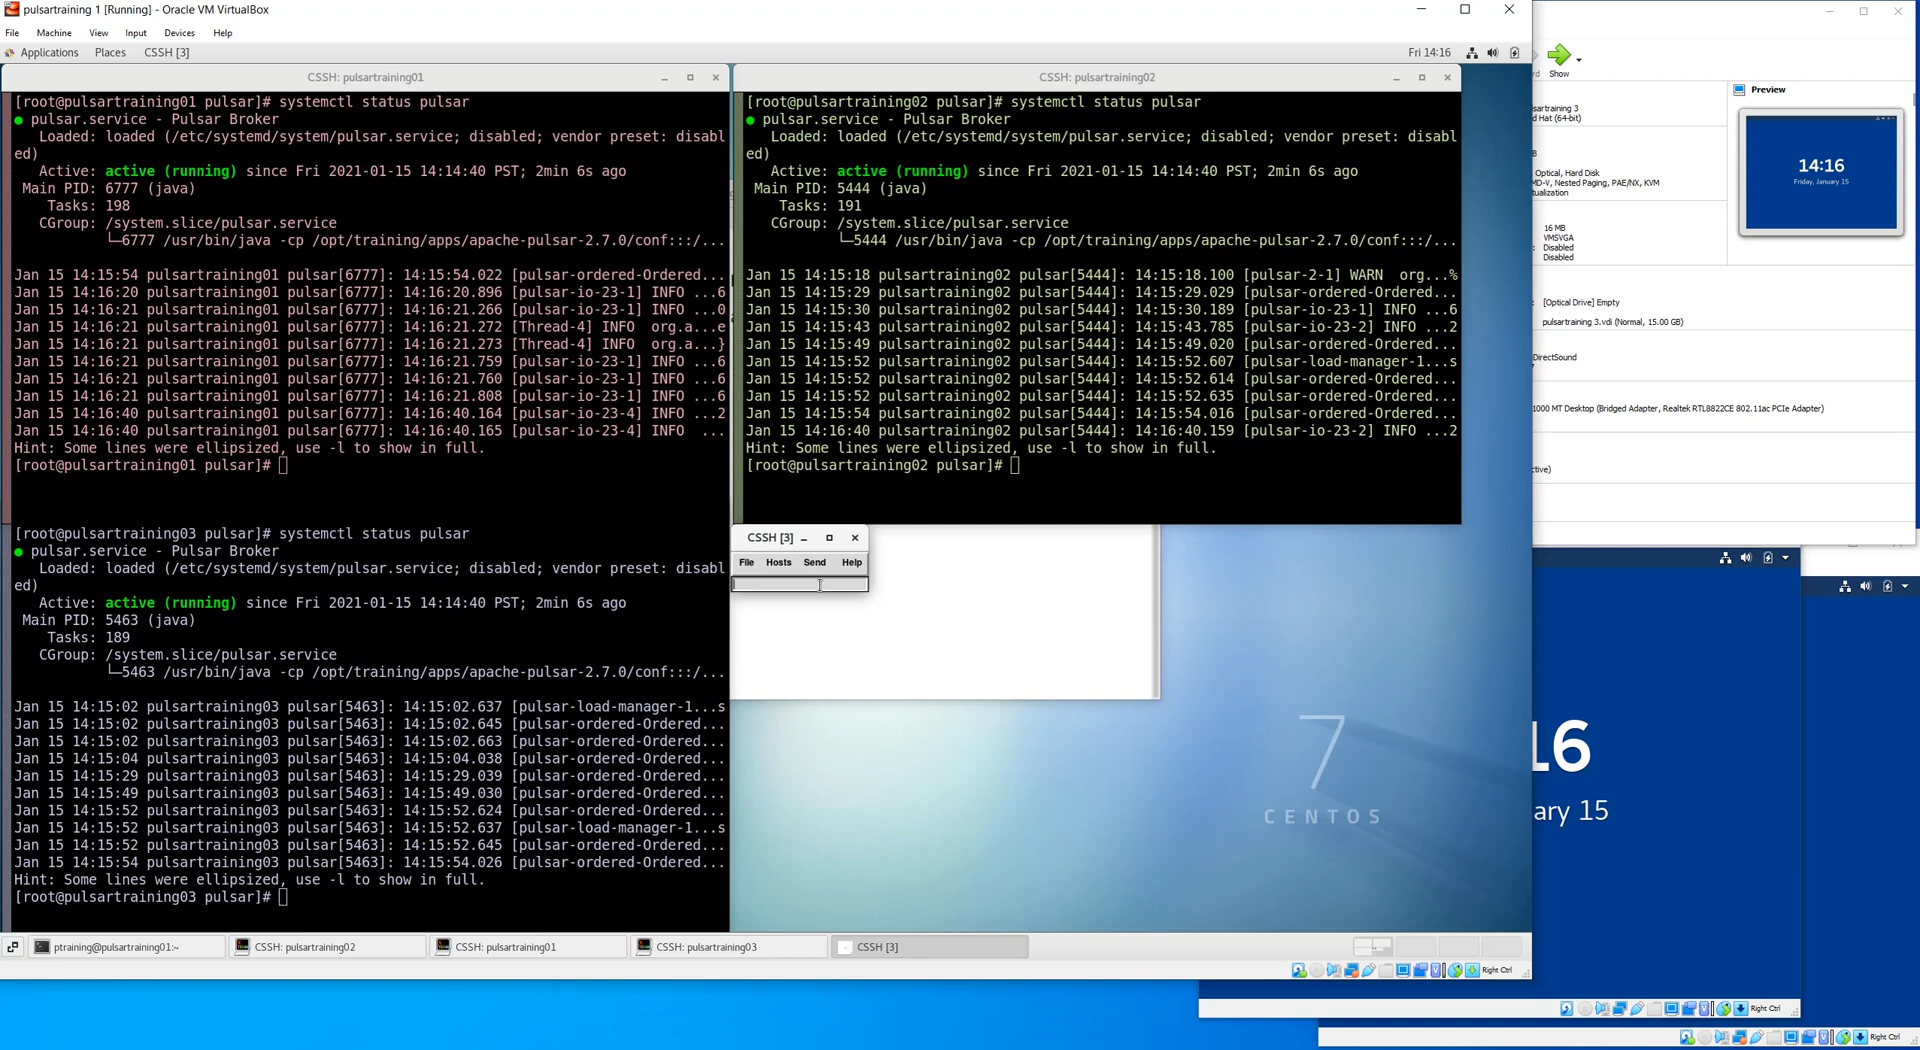 pulsartraining 1 [Running] - Oracle VM VirtualBox
File Machine View Input Devices Help
Applications Places CSSH [3] Fri 14:16
CSSH: pulsartraining01
[root@pulsartraining01 pulsar]# systemctl status pulsar
● pulsar.service - Pulsar Broker
Loaded: loaded (/etc/systemd/system/pulsar.service; disabled; vendor preset: disabl
ed)
Active: active (running) since Fri 2021-01-15 14:14:40 PST; 2min 6s ago
Main PID: 6777 (java)
Tasks: 198
CGroup: /system.slice/pulsar.service
└─6777 /usr/bin/java -cp /opt/training/apps/apache-pulsar-2.7.0/conf:::/...
Jan 15 14:15:54 pulsartraining01 pulsar[6777]: 14:15:54.022 [pulsar-ordered-Ordered...
Jan 15 14:16:20 pulsartraining01 pulsar[6777]: 14:16:20.896 [pulsar-io-23-1] INFO ...6
Jan 15 14:16:21 pulsartraining01 pulsar[6777]: 14:16:21.266 [pulsar-io-23-1] INFO ...0
Jan 15 14:16:21 pulsartraining01 pulsar[6777]: 14:16:21.272 [Thread-4] INFO org.a...e
Jan 15 14:16:21 pulsartraining01 pulsar[6777]: 14:16:21.273 [Thread-4] INFO org.a...}
Jan 15 14:16:21 pulsartraining01 pulsar[6777]: 14:16:21.759 [pulsar-io-23-1] INFO ...6
Jan 15 14:16:21 pulsartraining01 pulsar[6777]: 14:16:21.760 [pulsar-io-23-1] INFO ...6
Jan 15 14:16:21 pulsartraining01 pulsar[6777]: 14:16:21.808 [pulsar-io-23-1] INFO ...6
Jan 15 14:16:40 pulsartraining01 pulsar[6777]: 14:16:40.164 [pulsar-io-23-4] INFO ...2
Jan 15 14:16:40 pulsartraining01 pulsar[6777]: 14:16:40.165 [pulsar-io-23-4] INFO ...
Hint: Some lines were ellipsized, use -l to show in full.
[root@pulsartraining01 pulsar]#
CSSH: pulsartraining02
[root@pulsartraining02 pulsar]# systemctl status pulsar
● pulsar.service - Pulsar Broker
Loaded: loaded (/etc/systemd/system/pulsar.service; disabled; vendor preset: disabl
ed)
Active: active (running) since Fri 2021-01-15 14:14:40 PST; 2min 6s ago
Main PID: 5444 (java)
Tasks: 191
CGroup: /system.slice/pulsar.service
└─5444 /usr/bin/java -cp /opt/training/apps/apache-pulsar-2.7.0/conf:::/...
Jan 15 14:15:18 pulsartraining02 pulsar[5444]: 14:15:18.100 [pulsar-2-1] WARN org...%
Jan 15 14:15:29 pulsartraining02 pulsar[5444]: 14:15:29.029 [pulsar-ordered-Ordered...
Jan 15 14:15:30 pulsartraining02 pulsar[5444]: 14:15:30.189 [pulsar-io-23-1] INFO ...6
Jan 15 14:15:43 pulsartraining02 pulsar[5444]: 14:15:43.785 [pulsar-io-23-2] INFO ...2
Jan 15 14:15:49 pulsartraining02 pulsar[5444]: 14:15:49.020 [pulsar-ordered-Ordered...
Jan 15 14:15:52 pulsartraining02 pulsar[5444]: 14:15:52.607 [pulsar-load-manager-1...s
Jan 15 14:15:52 pulsartraining02 pulsar[5444]: 14:15:52.614 [pulsar-ordered-Ordered...
Jan 15 14:15:52 pulsartraining02 pulsar[5444]: 14:15:52.635 [pulsar-ordered-Ordered...
Jan 15 14:15:54 pulsartraining02 pulsar[5444]: 14:15:54.016 [pulsar-ordered-Ordered...
Jan 15 14:16:40 pulsartraining02 pulsar[5444]: 14:16:40.159 [pulsar-io-23-2] INFO ...2
Hint: Some lines were ellipsized, use -l to show in full.
[root@pulsartraining02 pulsar]#
[root@pulsartraining03 pulsar]# systemctl status pulsar
● pulsar.service - Pulsar Broker
Loaded: loaded (/etc/systemd/system/pulsar.service; disabled; vendor preset: disabl
ed)
Active: active (running) since Fri 2021-01-15 14:14:40 PST; 2min 6s ago
Main PID: 5463 (java)
Tasks: 189
CGroup: /system.slice/pulsar.service
└─5463 /usr/bin/java -cp /opt/training/apps/apache-pulsar-2.7.0/conf:::/...
Jan 15 14:15:02 pulsartraining03 pulsar[5463]: 14:15:02.637 [pulsar-load-manager-1...s
Jan 15 14:15:02 pulsartraining03 pulsar[5463]: 14:15:02.645 [pulsar-ordered-Ordered...
Jan 15 14:15:02 pulsartraining03 pulsar[5463]: 14:15:02.663 [pulsar-ordered-Ordered...
Jan 15 14:15:04 pulsartraining03 pulsar[5463]: 14:15:04.038 [pulsar-ordered-Ordered...
Jan 15 14:15:29 pulsartraining03 pulsar[5463]: 14:15:29.039 [pulsar-ordered-Ordered...
Jan 15 14:15:49 pulsartraining03 pulsar[5463]: 14:15:49.030 [pulsar-ordered-Ordered...
Jan 15 14:15:52 pulsartraining03 pulsar[5463]: 14:15:52.624 [pulsar-ordered-Ordered...
Jan 15 14:15:52 pulsartraining03 pulsar[5463]: 14:15:52.637 [pulsar-load-manager-1...s
Jan 15 14:15:52 pulsartraining03 pulsar[5463]: 14:15:52.645 [pulsar-ordered-Ordered...
Jan 15 14:15:54 pulsartraining03 pulsar[5463]: 14:15:54.026 [pulsar-ordered-Ordered...
Hint: Some lines were ellipsized, use -l to show in full.
[root@pulsartraining03 pulsar]#
CSSH [3]
File Hosts Send Help
7
CENTOS
ptraining@pulsartraining01:~ CSSH: pulsartraining02 CSSH: pulsartraining01 CSSH: pulsartraining03 CSSH [3]
Right Ctrl
Show
Preview
startraining 3
d Hat (64-bit)
B
Optical, Hard Disk
MD-V, Nested Paging, PAE/NX, KVM
tualization
14:16
Friday, January 15
16 MB
VMSVGA
Disabled
Disabled
[Optical Drive] Empty
pulsartraining 3.vdi (Normal, 15.00 GB)
DirectSound
1000 MT Desktop (Bridged Adapter, Realtek RTL8822CE 802.11ac PCIe Adapter)
ctive)
16
ary 15
Right Ctrl
Right Ctrl